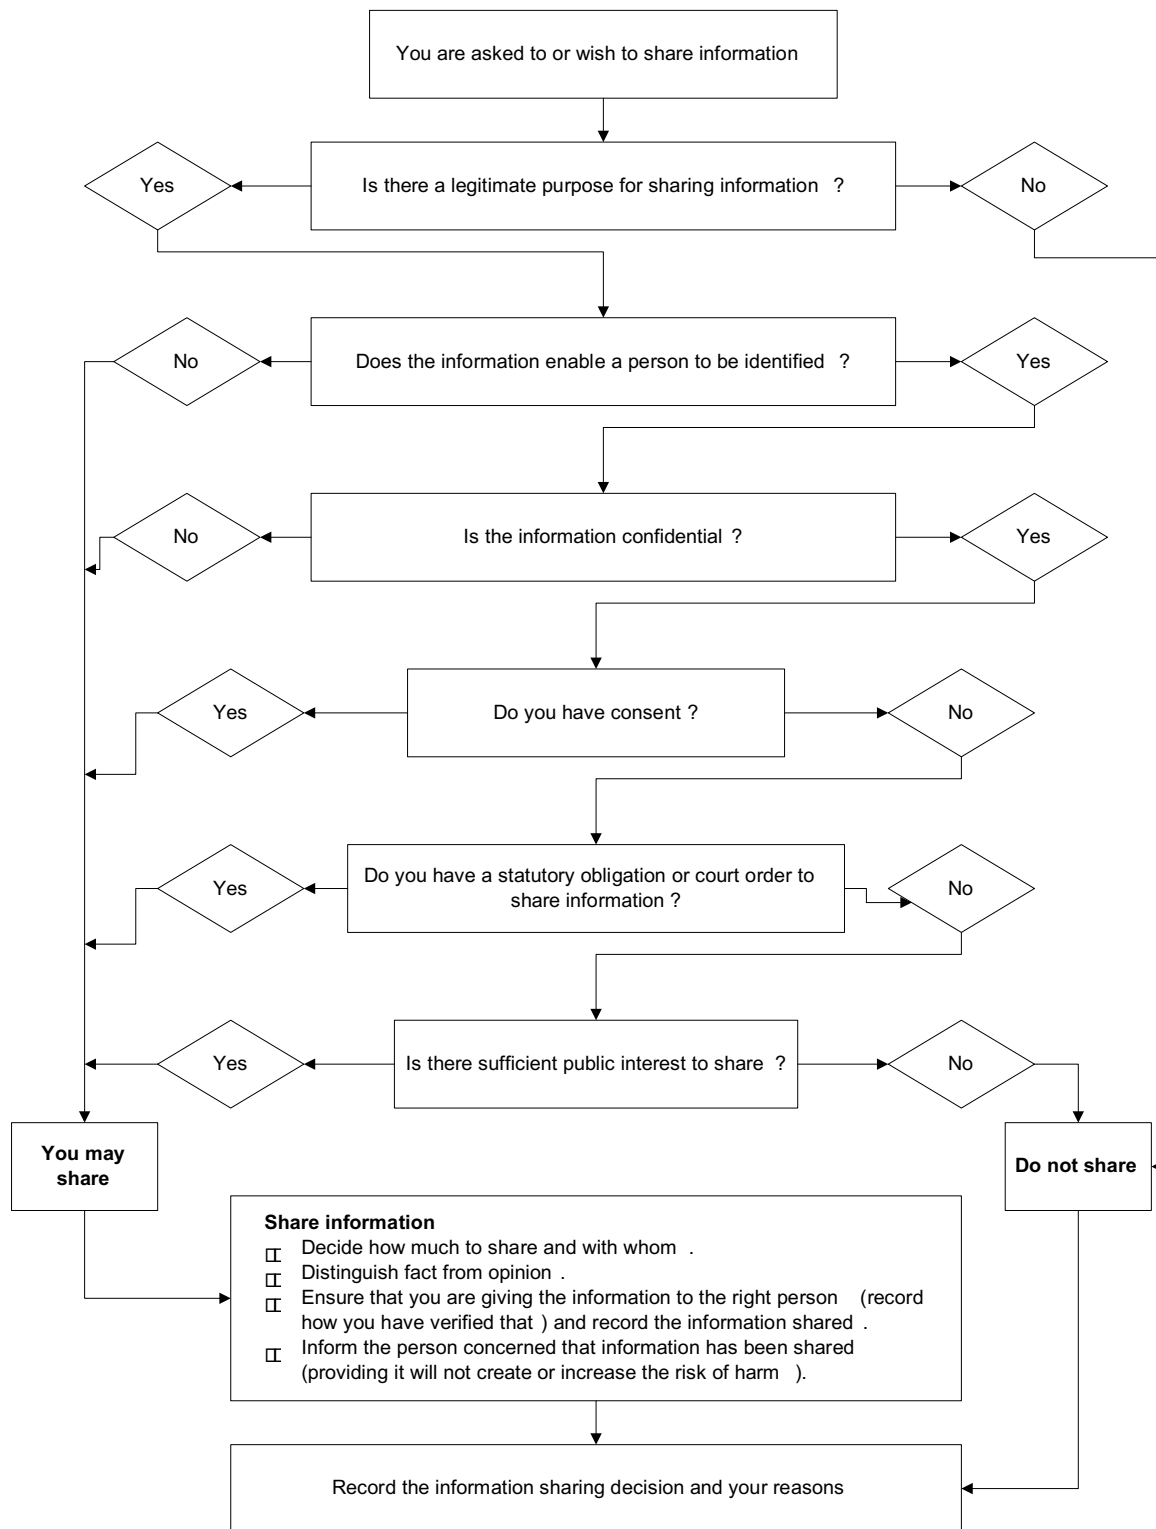 You are asked to or wish to share information
Yes
Is there a legitimate purpose for sharing information ?
No
No
Does the information enable a person to be identified ?
Yes
No
Is the information confidential ?
Yes
Yes
Do you have consent ?
No
Yes
Do you have a statutory obligation or court order to
share information ?
No
Yes
Is there sufficient public interest to share ?
No
You may
share
Do not share
Share information
Decide how much to share and with whom .
Distinguish fact from opinion .
Ensure that you are giving the information to the right person (record
how you have verified that ) and record the information shared .
Inform the person concerned that information has been shared
(providing it will not create or increase the risk of harm ).
Record the information sharing decision and your reasons